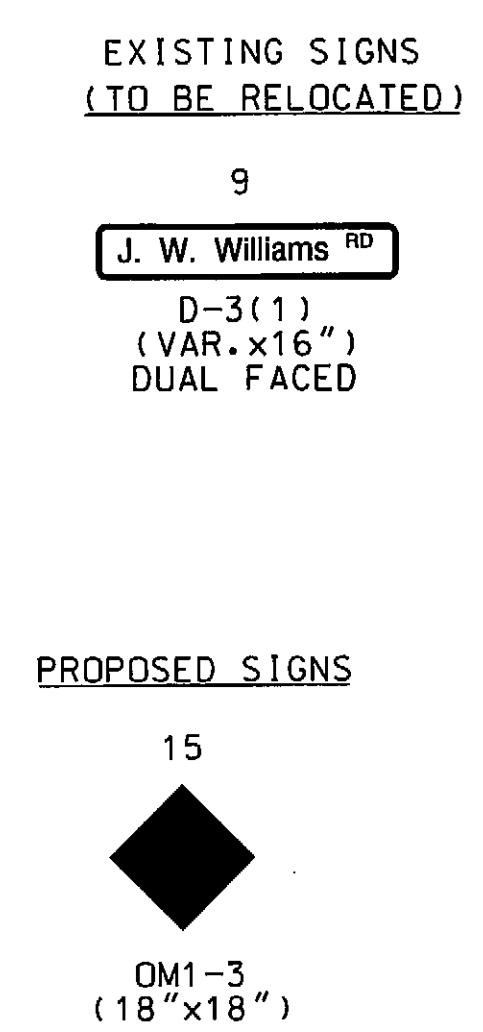 EXISTING SIGNS
(TO BE RELOCATED)
9
J. W. Williams RD
D-3(1)
(VAR.x16")
DUAL FACED
PROPOSED SIGNS
15
OM1-3
(18"x18")